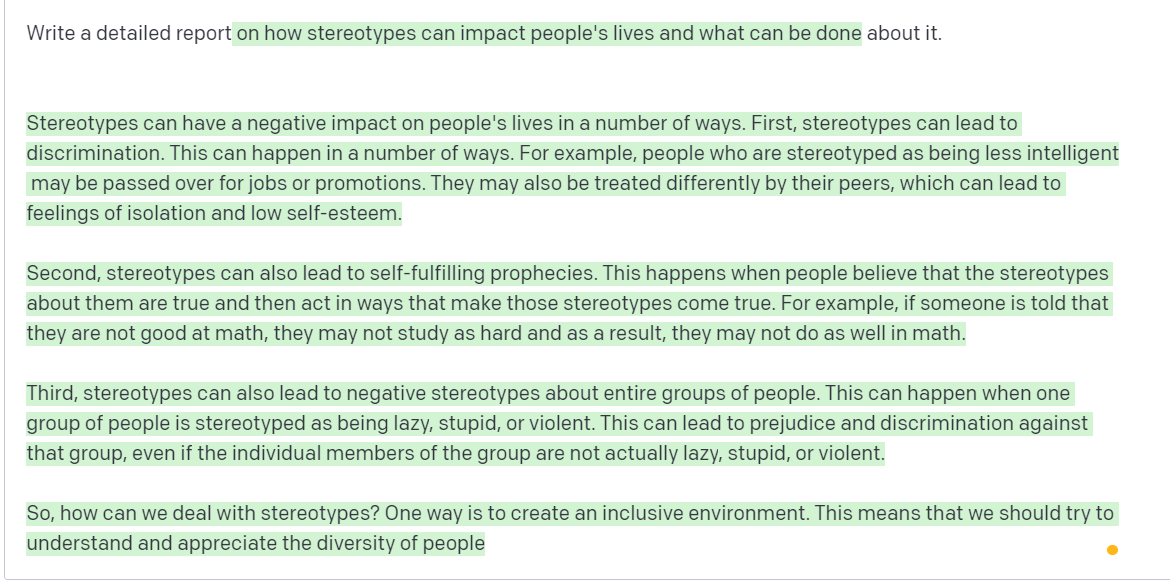 Write a detailed report on how stereotypes can impact people's lives and what can be done about it.
Stereotypes can have a negative impact on people's lives in a number of ways. First, stereotypes can lead to
discrimination. This can happen in a number of ways. For example, people who are stereotyped as being less intelligent
may be passed over for jobs or promotions. They may also be treated differently by their peers, which can lead to
feelings of isolation and low self-esteem.
Second, stereotypes can also lead to self-fulfilling prophecies. This happens when people believe that the stereotypes
about them are true and then act in ways that make those stereotypes come true. For example, if someone is told that
they are not good at math, they may not study as hard and as a result, they may not do as well in math.
Third, stereotypes can also lead to negative stereotypes about entire groups of people. This can happen when one
group of people is stereotyped as being lazy, stupid, or violent. This can lead to prejudice and discrimination against
that group, even if the individual members of the group are not actually lazy, stupid, or violent.
So, how can we deal with stereotypes? One way is to create an inclusive environment. This means that we should try to
understand and appreciate the diversity of people